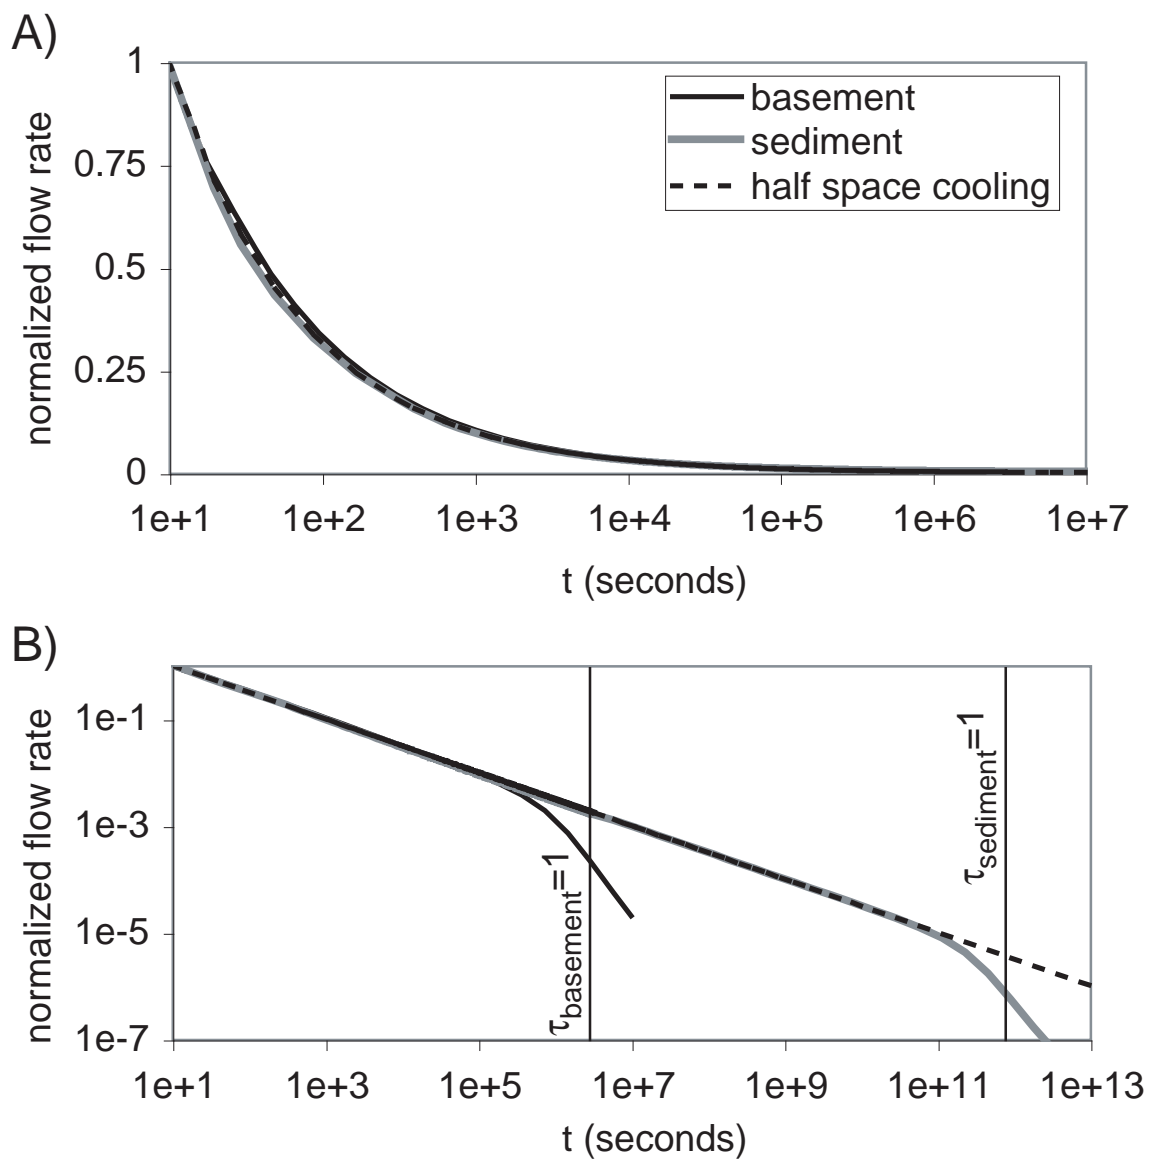 A)
normalized flow rate
1
0.75
0.5
0.25
0
basement
sediment
half space cooling
1e+1 1e+2 1e+3 1e+4 1e+5 1e+6 1e+7
t (seconds)
B)
normalized flow rate
1e-1
1e-3
1e-5
1e-7
τbasement=1
τsediment=1
1e+1 1e+3 1e+5 1e+7 1e+9 1e+11 1e+13
t (seconds)